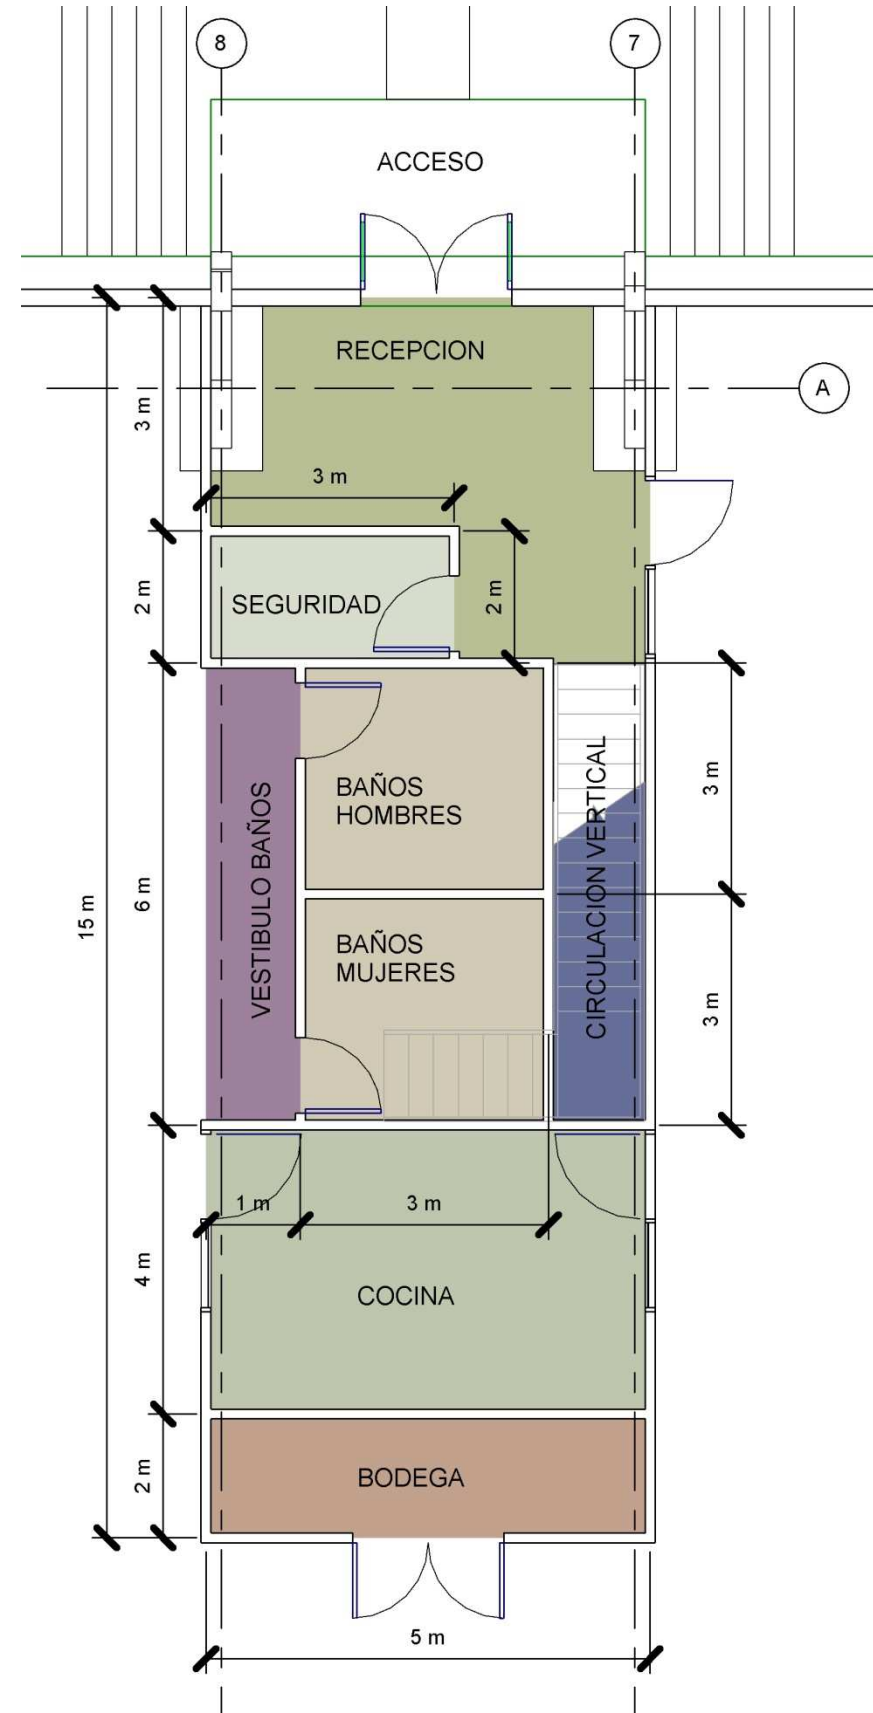 8
7
ACCESO
RECEPCION
A
3 m
3 m
2 m
SEGURIDAD
2 m
BAÑOS
HOMBRES
3 m
CIRCULACION VERTICAL
VESTIBULO BAÑOS
6 m
15 m
BAÑOS
MUJERES
3 m
1 m
3 m
4 m
COCINA
2 m
BODEGA
5 m